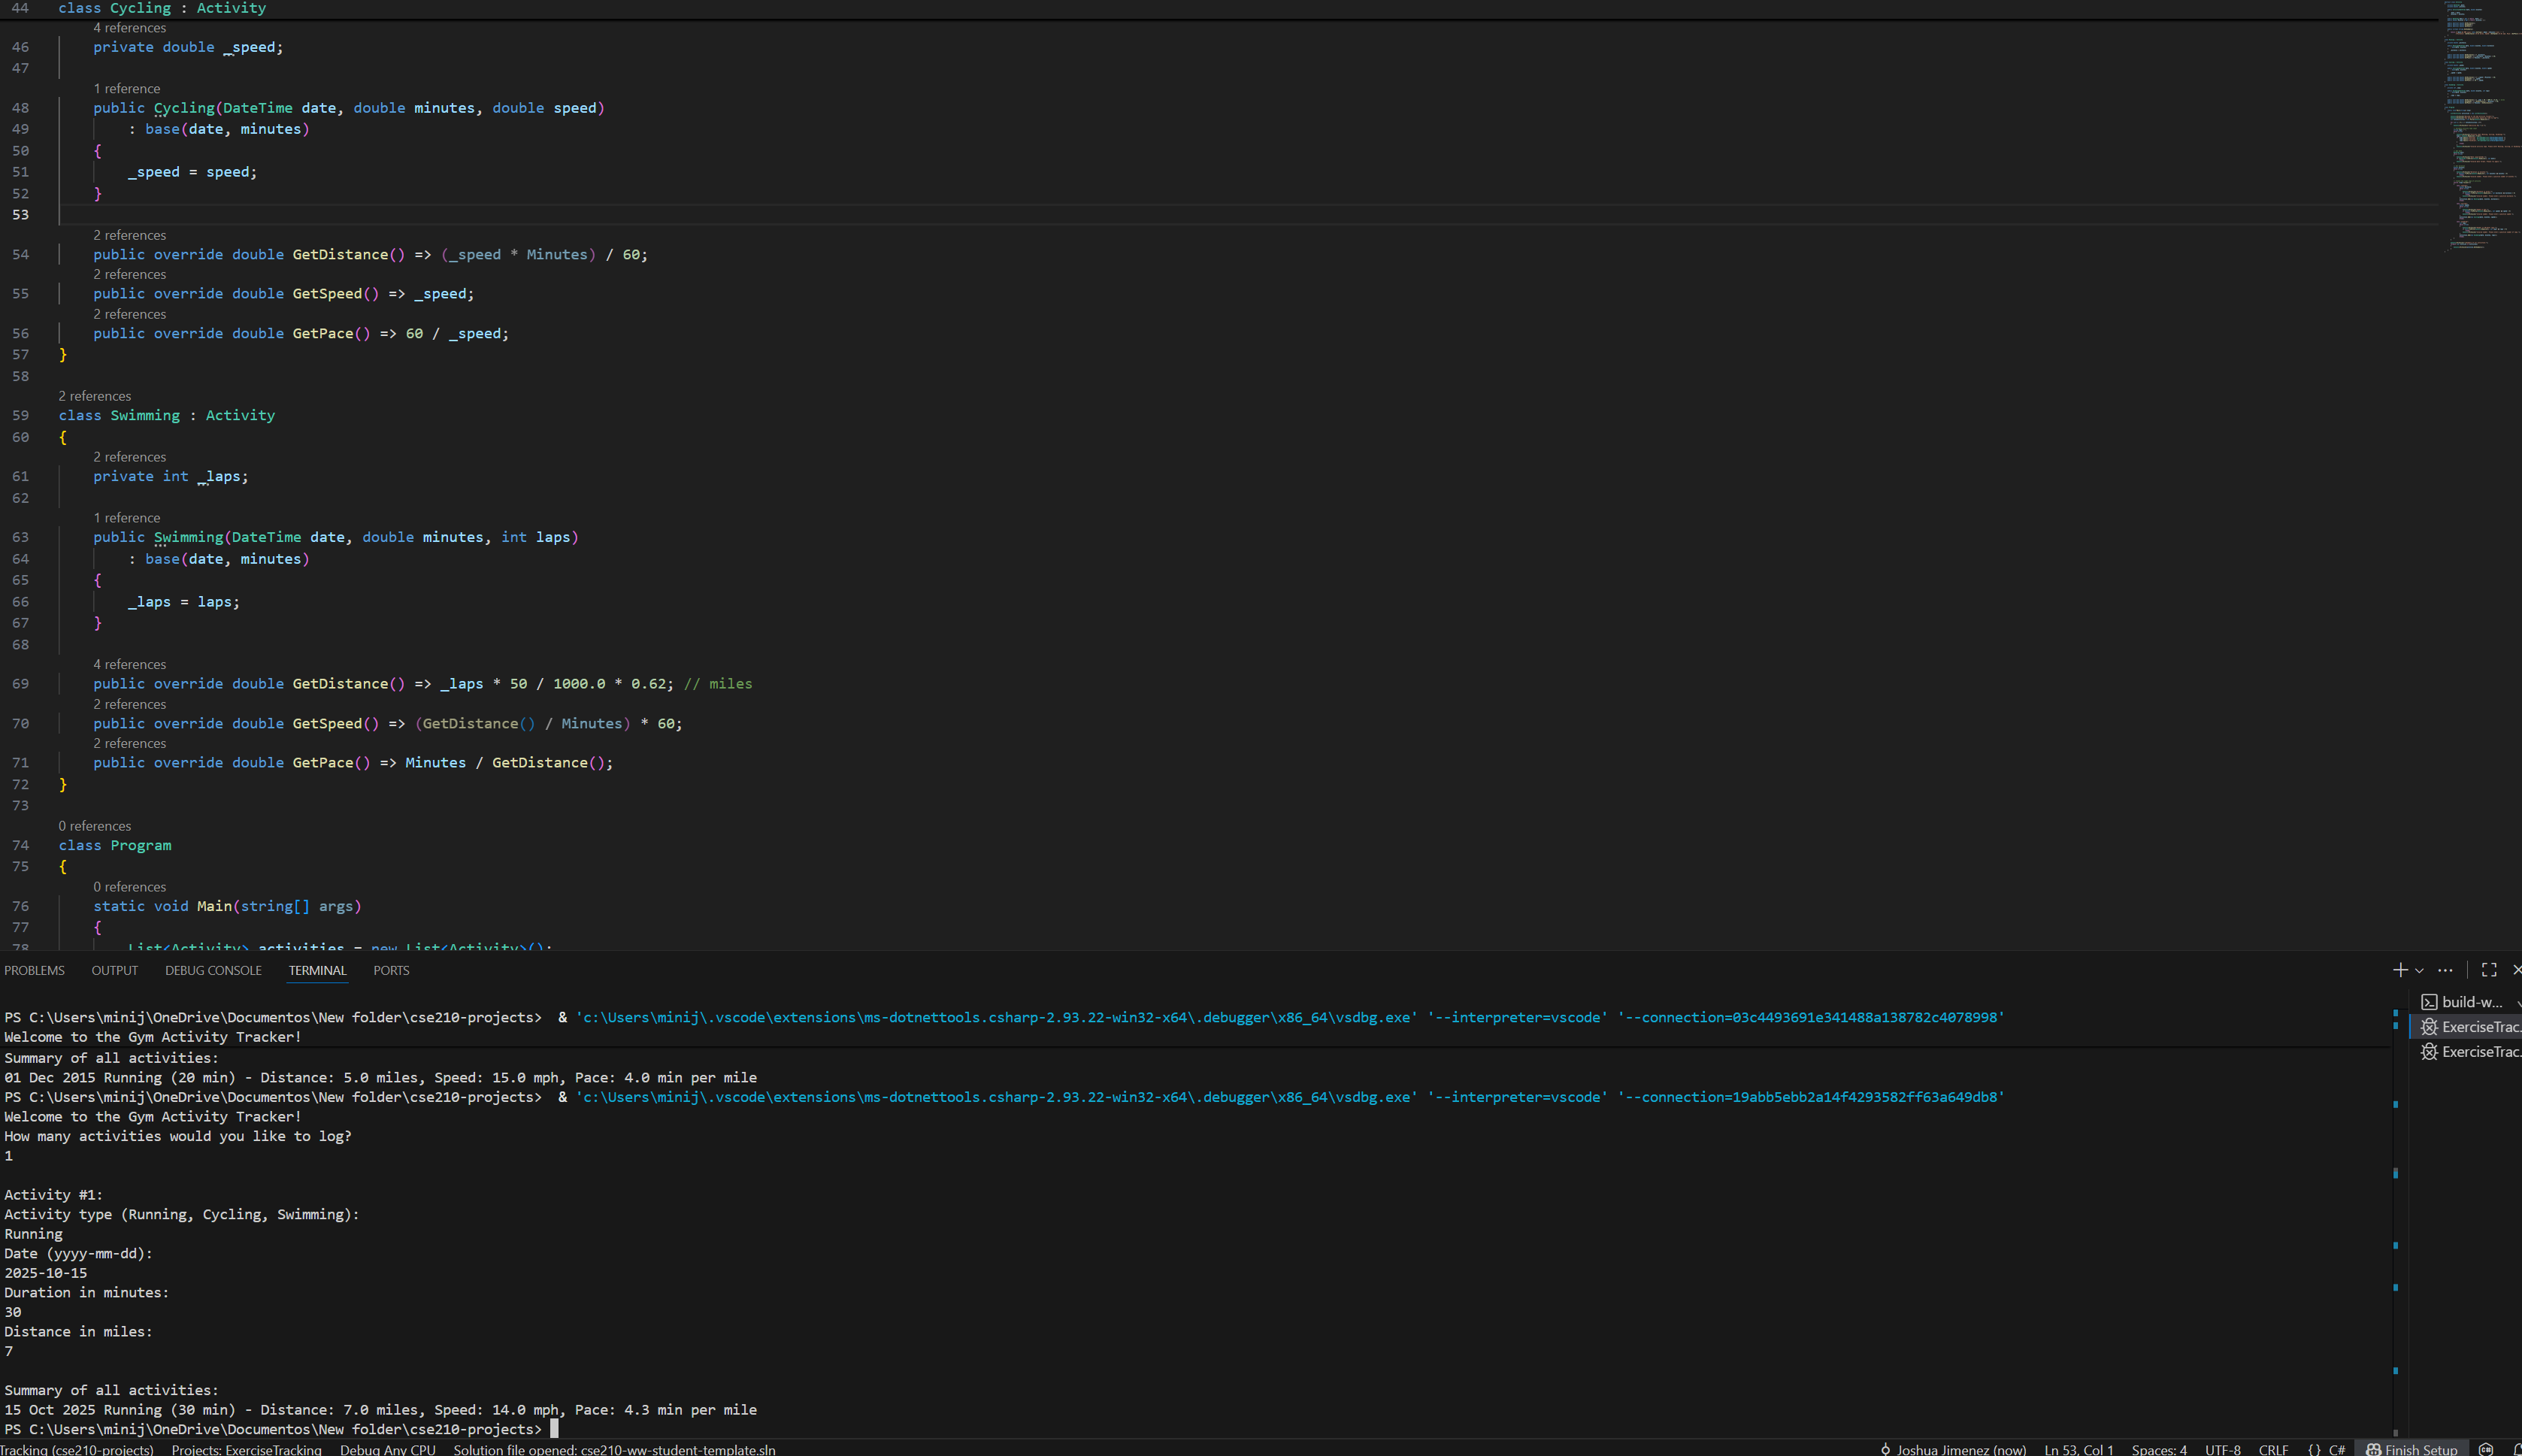 44 class Cycling : Activity
4 references
46 private double _speed;
47
1 reference
48 public Cycling(DateTime date, double minutes, double speed)
49 : base(date, minutes)
50 {
51 _speed = speed;
52 }
53
2 references
54 public override double GetDistance() => (_speed * Minutes) / 60;
2 references
55 public override double GetSpeed() => _speed;
2 references
56 public override double GetPace() => 60 / _speed;
57 }
58
2 references
59 class Swimming : Activity
60 {
2 references
61 private int _laps;
62
1 reference
63 public Swimming(DateTime date, double minutes, int laps)
64 : base(date, minutes)
65 {
66 _laps = laps;
67 }
68
4 references
69 public override double GetDistance() => _laps * 50 / 1000.0 * 0.62; // miles
2 references
70 public override double GetSpeed() => (GetDistance() / Minutes) * 60;
2 references
71 public override double GetPace() => Minutes / GetDistance();
72 }
73
0 references
74 class Program
75 {
0 references
76 static void Main(string[] args)
77 {
78 List<Activity> activities = new List<Activity>();
PROBLEMS OUTPUT DEBUG CONSOLE TERMINAL PORTS
build-w...
ExerciseTrac...
ExerciseTrac...
PS C:\Users\minij\OneDrive\Documentos\New folder\cse210-projects> & 'c:\Users\minij\.vscode\extensions\ms-dotnettools.csharp-2.93.22-win32-x64\.debugger\x86_64\vsdbg.exe' '--interpreter=vscode' '--connection=03c4493691e341488a138782c4078998'
Welcome to the Gym Activity Tracker!
Summary of all activities:
01 Dec 2015 Running (20 min) - Distance: 5.0 miles, Speed: 15.0 mph, Pace: 4.0 min per mile
PS C:\Users\minij\OneDrive\Documentos\New folder\cse210-projects> & 'c:\Users\minij\.vscode\extensions\ms-dotnettools.csharp-2.93.22-win32-x64\.debugger\x86_64\vsdbg.exe' '--interpreter=vscode' '--connection=19abb5ebb2a14f4293582ff63a649db8'
Welcome to the Gym Activity Tracker!
How many activities would you like to log?
1
Activity #1:
Activity type (Running, Cycling, Swimming):
Running
Date (yyyy-mm-dd):
2025-10-15
Duration in minutes:
30
Distance in miles:
7
Summary of all activities:
15 Oct 2025 Running (30 min) - Distance: 7.0 miles, Speed: 14.0 mph, Pace: 4.3 min per mile
PS C:\Users\minij\OneDrive\Documentos\New folder\cse210-projects>
Tracking (cse210-projects) Projects: ExerciseTracking Debug Any CPU Solution file opened: cse210-ww-student-template.sln Joshua Jimenez (now) Ln 53, Col 1 Spaces: 4 UTF-8 CRLF {} C# Finish Setup